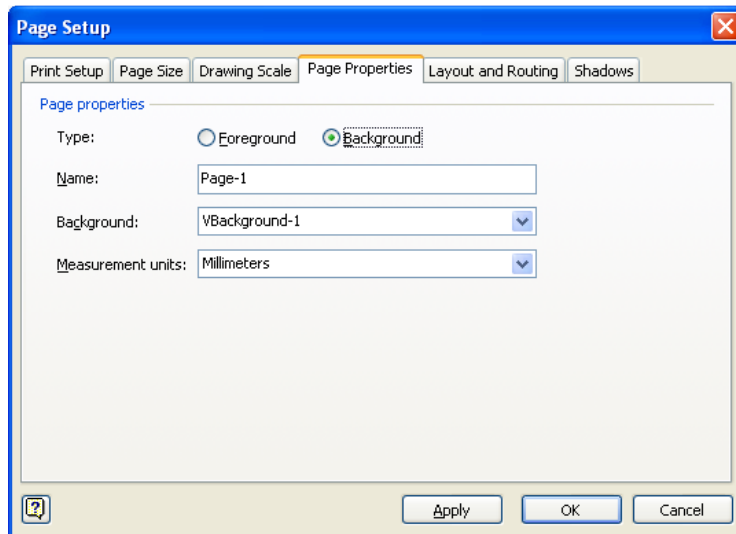 Page Setup
Print Setup Page Size Drawing Scale Page Properties Layout and Routing Shadows
Page properties
Type: Foreground Background
Name: Page-1
Background: VBackground-1
Measurement units: Millimeters
? Apply OK Cancel